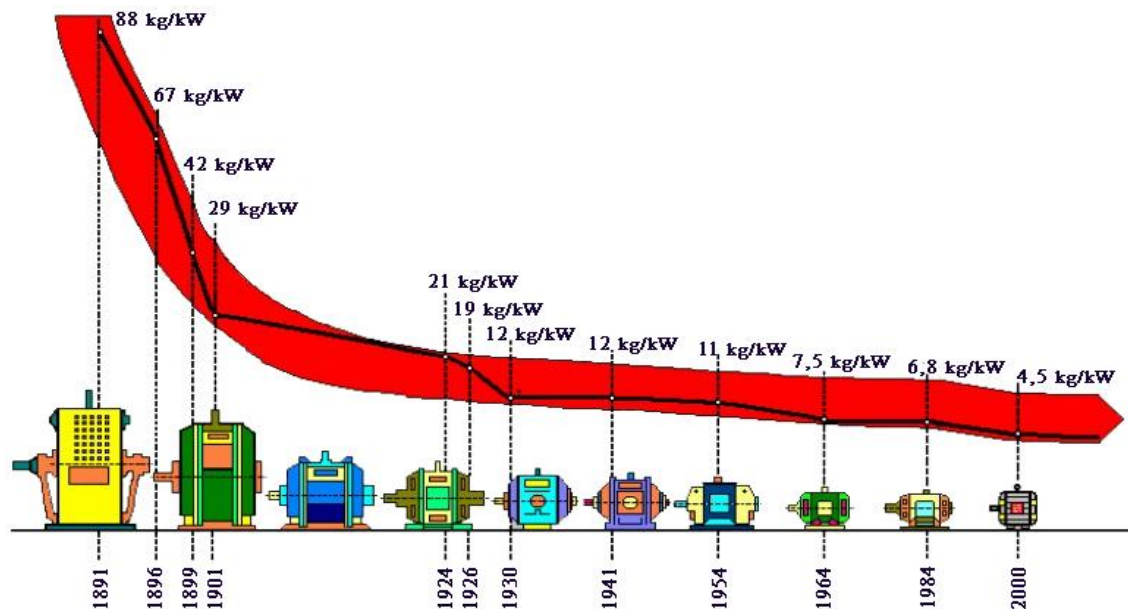 88 kg/kW
67 kg/kW
42 kg/kW
29 kg/kW
21 kg/kW
19 kg/kW
12 kg/kW
12 kg/kW
11 kg/kW
7,5 kg/kW
6,8 kg/kW
4,5 kg/kW
1891
1896
1899
1901
1924
1926
1930
1941
1954
1964
1984
2000